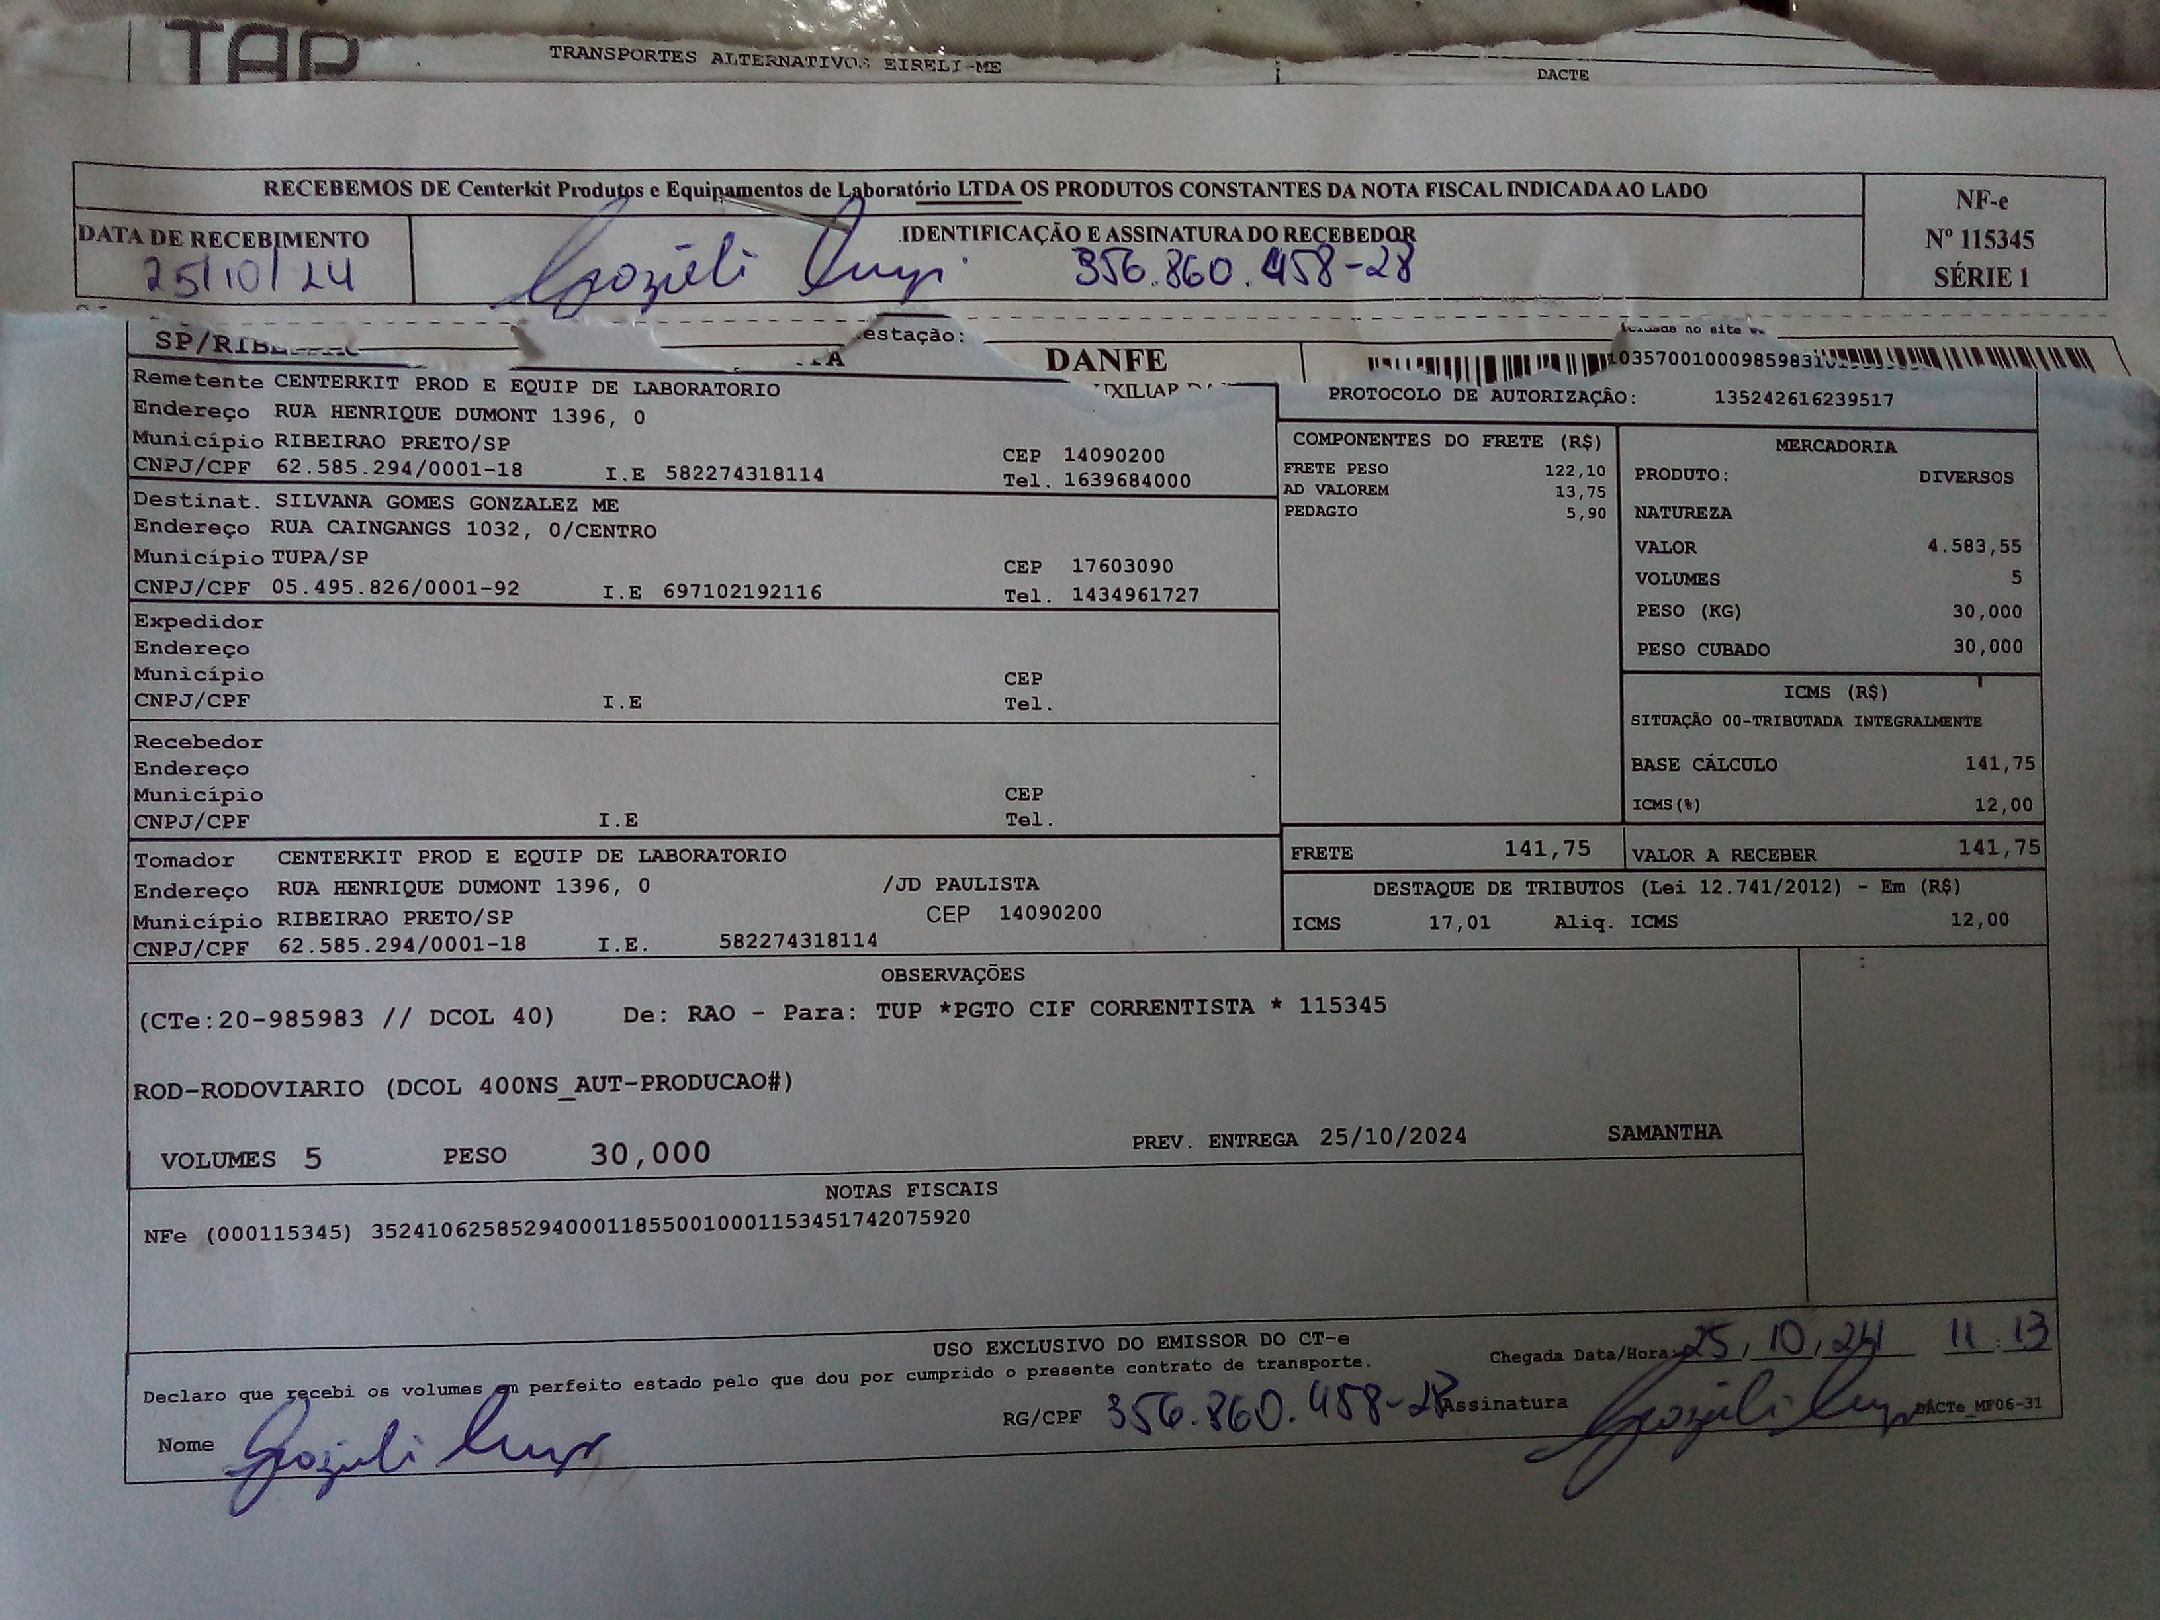 TAP
TRANSPORTES ALTERNATIVOS EIRELI-ME
DACTE
RECEBEMOS DE Centerkit Produtos e Equipamentos de Laboratório LTDA OS PRODUTOS CONSTANTES DA NOTA FISCAL INDICADA AO LADO
NF-e
Nº 115345
SÉRIE 1
DATA DE RECEBIMENTO
25/10/24
IDENTIFICAÇÃO E ASSINATURA DO RECEBEDOR
356.860.458-28
estação:
no site
DANFE
Remetente CENTERKIT PROD E EQUIP DE LABORATORIO
Endereço RUA HENRIQUE DUMONT 1396, 0
Município RIBEIRAO PRETO/SP CEP 14090200
CNPJ/CPF 62.585.294/0001-18 I.E 582274318114 Tel. 1639684000
Destinat. SILVANA GOMES GONZALEZ ME
Endereço RUA CAINGANGS 1032, 0/CENTRO
Município TUPA/SP CEP 17603090
CNPJ/CPF 05.495.826/0001-92 I.E 697102192116 Tel. 1434961727
Expedidor
Endereço
Município CEP
CNPJ/CPF I.E Tel.
Recebedor
Endereço
Município CEP
CNPJ/CPF I.E Tel.
Tomador CENTERKIT PROD E EQUIP DE LABORATORIO
Endereço RUA HENRIQUE DUMONT 1396, 0 /JD PAULISTA
Município RIBEIRAO PRETO/SP CEP 14090200
CNPJ/CPF 62.585.294/0001-18 I.E. 582274318114
PROTOCOLO DE AUTORIZAÇÃO: 135242616239517
COMPONENTES DO FRETE (R$)
FRETE PESO 122,10
AD VALOREM 13,75
PEDAGIO 5,90
MERCADORIA
PRODUTO: DIVERSOS
NATUREZA
VALOR 4.583,55
VOLUMES 5
PESO (KG) 30,000
PESO CUBADO 30,000
ICMS (R$)
SITUAÇÃO 00-TRIBUTADA INTEGRALMENTE
BASE CÁLCULO 141,75
ICMS(%) 12,00
FRETE 141,75 VALOR A RECEBER 141,75
DESTAQUE DE TRIBUTOS (Lei 12.741/2012) - Em (R$)
ICMS 17,01 Aliq. ICMS 12,00
OBSERVAÇÕES
(CTe:20-985983 // DCOL 40) De: RAO - Para: TUP *PGTO CIF CORRENTISTA * 115345
ROD-RODOVIARIO (DCOL 400NS_AUT-PRODUCAO#)
VOLUMES 5 PESO 30,000 PREV. ENTREGA 25/10/2024 SAMANTHA
NOTAS FISCAIS
NFe (000115345) 35241062585294000118550010001153451742075920
USO EXCLUSIVO DO EMISSOR DO CT-e
Declaro que recebi os volumes em perfeito estado pelo que dou por cumprido o presente contrato de transporte.
Chegada Data/Hora: 25/10/24 11:13
Nome RG/CPF 356.860.458-28 Assinatura
DACTe_MF06-31